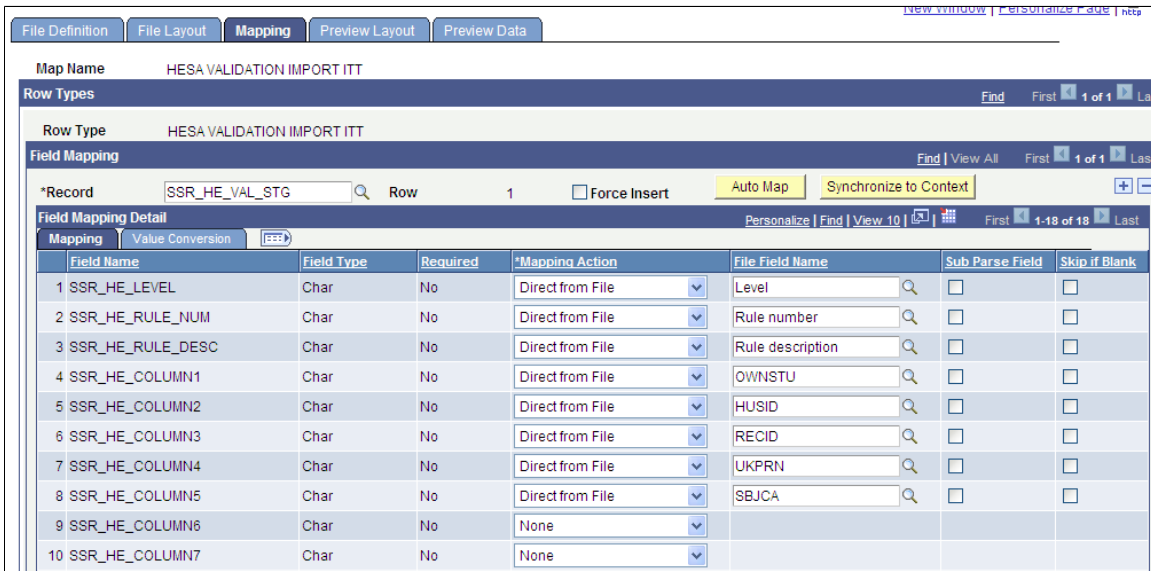 New Window | Personalize Page | http
File Definition File Layout Mapping Preview Layout Preview Data
Map Name HESA VALIDATION IMPORT ITT
Row Types Find First 1 of 1 La
Row Type HESA VALIDATION IMPORT ITT
Field Mapping Find | View All First 1 of 1 Las
*Record SSR_HE_VAL_STG Row 1 Force Insert Auto Map Synchronize to Context
Field Mapping Detail Personalize | Find | View 10 | | First 1-18 of 18 Last
Mapping Value Conversion
Field Name Field Type Required *Mapping Action File Field Name Sub Parse Field Skip if Blank
1 SSR_HE_LEVEL Char No Direct from File Level
2 SSR_HE_RULE_NUM Char No Direct from File Rule number
3 SSR_HE_RULE_DESC Char No Direct from File Rule description
4 SSR_HE_COLUMN1 Char No Direct from File OWNSTU
5 SSR_HE_COLUMN2 Char No Direct from File HUSID
6 SSR_HE_COLUMN3 Char No Direct from File RECID
7 SSR_HE_COLUMN4 Char No Direct from File UKPRN
8 SSR_HE_COLUMN5 Char No Direct from File SBJCA
9 SSR_HE_COLUMN6 Char No None
10 SSR_HE_COLUMN7 Char No None